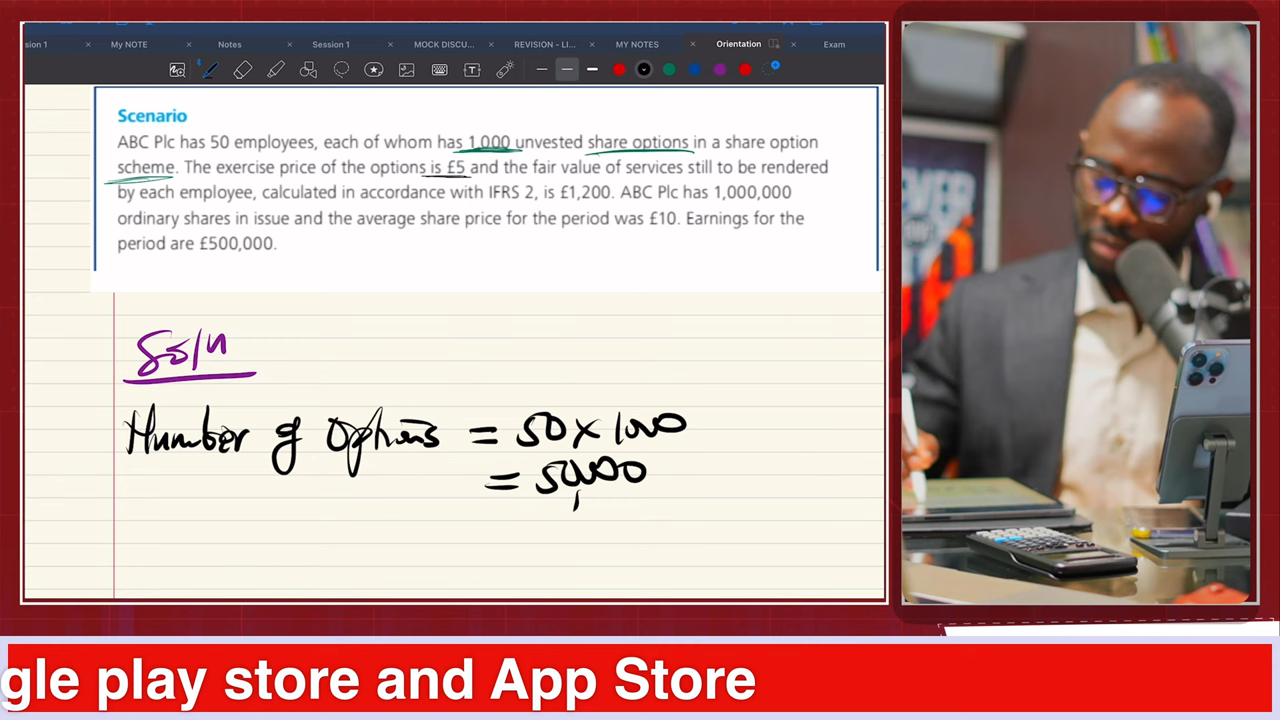 sion 1
My NOTE
Notes
Session 1
MOCK DISCU...
REVISION - LI...
MY NOTES
Orientation
Exam
Scenario
ABC Plc has 50 employees, each of whom has 1,000 unvested share options in a share option
scheme. The exercise price of the options is £5 and the fair value of services still to be rendered
by each employee, calculated in accordance with IFRS 2, is £1,200. ABC Plc has 1,000,000
ordinary shares in issue and the average share price for the period was £10. Earnings for the
period are £500,000.
Soln
Number of Options = 50 x 1000
= 50,000
gle play store and App Store